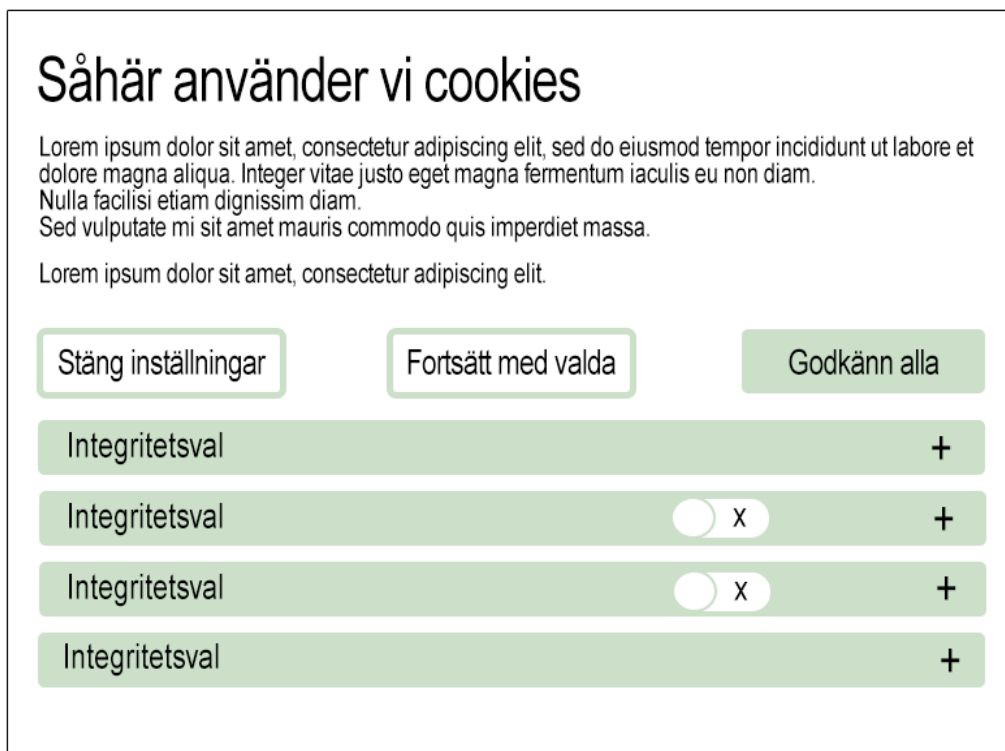 Såhär använder vi cookies
Lorem ipsum dolor sit amet, consectetur adipiscing elit, sed do eiusmod tempor incididunt ut labore et
dolore magna aliqua. Integer vitae justo eget magna fermentum iaculis eu non diam.
Nulla facilisi etiam dignissim diam.
Sed vulputate mi sit amet mauris commodo quis imperdiet massa.
Lorem ipsum dolor sit amet, consectetur adipiscing elit.
Stäng inställningar Fortsätt med valda Godkänn alla
Integritetsval +
Integritetsval X +
Integritetsval X +
Integritetsval +